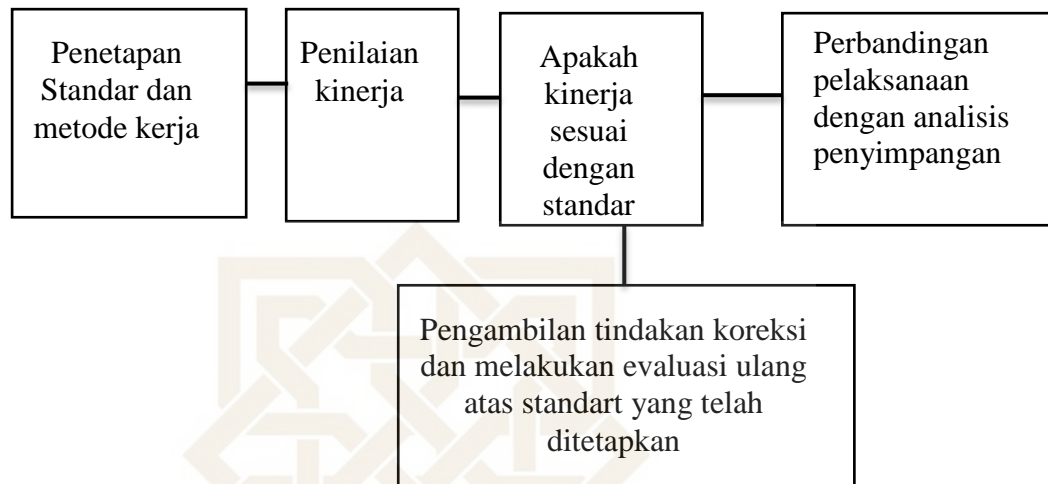 Penetapan
Standar dan
metode kerja
Penilaian
kinerja
Apakah
kinerja
sesuai
dengan
standar
Perbandingan
pelaksanaan
dengan analisis
penyimpangan
Pengambilan tindakan koreksi
dan melakukan evaluasi ulang
atas standart yang telah
ditetapkan